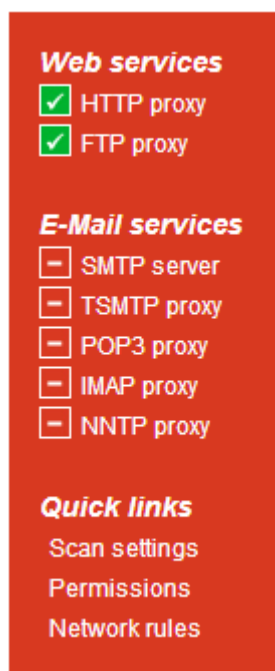 Web services
HTTP proxy
FTP proxy
E-Mail services
SMTP server
TSMTP proxy
POP3 proxy
IMAP proxy
NNTP proxy
Quick links
Scan settings
Permissions
Network rules